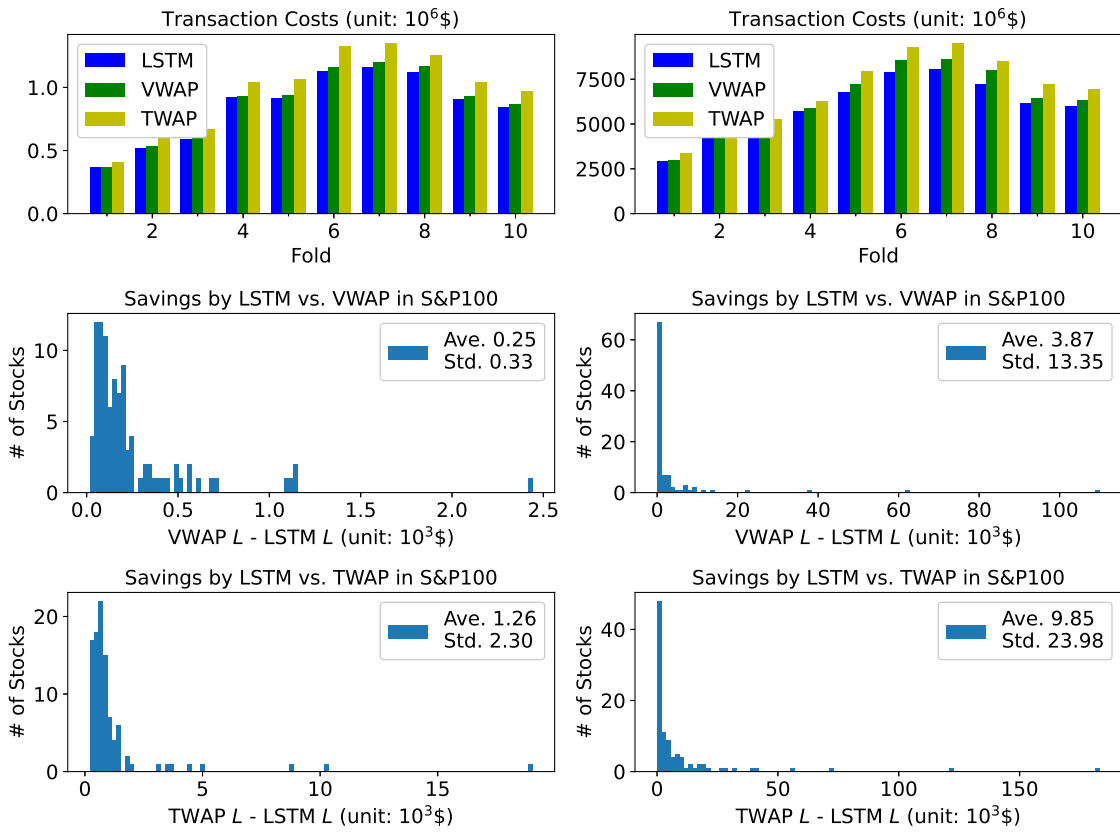 Transaction Costs (unit: 10⁶$)
LSTM
VWAP
TWAP
1.0
0.5
0.0
2 4 6 8 10
Fold
Transaction Costs (unit: 10⁶$)
LSTM
VWAP
TWAP
7500
5000
2500
0
2 4 6 8 10
Fold
Savings by LSTM vs. VWAP in S&P100
Ave. 0.25
Std. 0.33
# of Stocks
10
5
0
0.0 0.5 1.0 1.5 2.0 2.5
VWAP L - LSTM L (unit: 10³$)
Savings by LSTM vs. VWAP in S&P100
Ave. 3.87
Std. 13.35
# of Stocks
60
40
20
0
0 20 40 60 80 100
VWAP L - LSTM L (unit: 10³$)
Savings by LSTM vs. TWAP in S&P100
Ave. 1.26
Std. 2.30
# of Stocks
20
10
0
0 5 10 15
TWAP L - LSTM L (unit: 10³$)
Savings by LSTM vs. TWAP in S&P100
Ave. 9.85
Std. 23.98
# of Stocks
40
20
0
0 50 100 150
TWAP L - LSTM L (unit: 10³$)